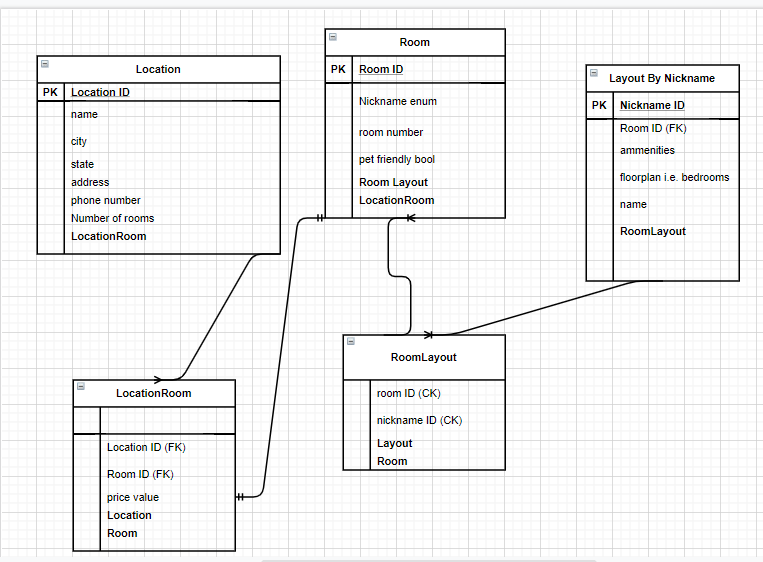 Location
PK Location ID
name
city
state
address
phone number
Number of rooms
LocationRoom
Room
PK Room ID
Nickname enum
room number
pet friendly bool
Room Layout
LocationRoom
Layout By Nickname
PK Nickname ID
Room ID (FK)
ammenities
floorplan i.e. bedrooms
name
RoomLayout
LocationRoom
Location ID (FK)
Room ID (FK)
price value
Location
Room
RoomLayout
room ID (CK)
nickname ID (CK)
Layout
Room